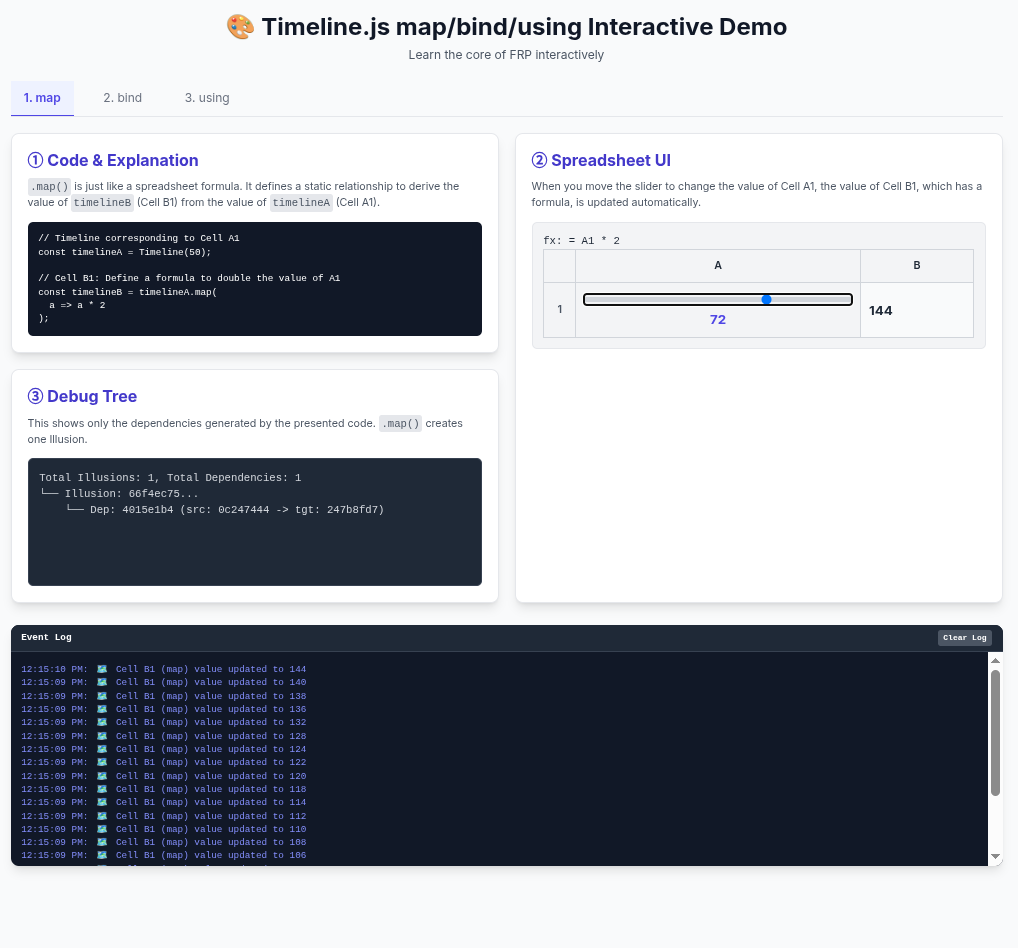 🎨 Timeline.js map/bind/using Interactive Demo
Learn the core of FRP interactively
1. map
2. bind
3. using
① Code & Explanation
.map() is just like a spreadsheet formula. It defines a static relationship to derive the
value of timelineB (Cell B1) from the value of timelineA (Cell A1).
// Timeline corresponding to Cell A1
const timelineA = Timeline(50);
// Cell B1: Define a formula to double the value of A1
const timelineB = timelineA.map(
  a => a * 2
);
② Spreadsheet UI
When you move the slider to change the value of Cell A1, the value of Cell B1, which has a
formula, is updated automatically.
fx: = A1 * 2
A B
1 72 144
③ Debug Tree
This shows only the dependencies generated by the presented code. .map() creates
one Illusion.
Total Illusions: 1, Total Dependencies: 1
└── Illusion: 66f4ec75...
    └── Dep: 4015e1b4 (src: 0c247444 -> tgt: 247b8fd7)
Event Log
Clear Log
12:15:10 PM: 🗺️ Cell B1 (map) value updated to 144
12:15:09 PM: 🗺️ Cell B1 (map) value updated to 140
12:15:09 PM: 🗺️ Cell B1 (map) value updated to 138
12:15:09 PM: 🗺️ Cell B1 (map) value updated to 136
12:15:09 PM: 🗺️ Cell B1 (map) value updated to 132
12:15:09 PM: 🗺️ Cell B1 (map) value updated to 128
12:15:09 PM: 🗺️ Cell B1 (map) value updated to 124
12:15:09 PM: 🗺️ Cell B1 (map) value updated to 122
12:15:09 PM: 🗺️ Cell B1 (map) value updated to 120
12:15:09 PM: 🗺️ Cell B1 (map) value updated to 118
12:15:09 PM: 🗺️ Cell B1 (map) value updated to 114
12:15:09 PM: 🗺️ Cell B1 (map) value updated to 112
12:15:09 PM: 🗺️ Cell B1 (map) value updated to 110
12:15:09 PM: 🗺️ Cell B1 (map) value updated to 108
12:15:09 PM: 🗺️ Cell B1 (map) value updated to 106